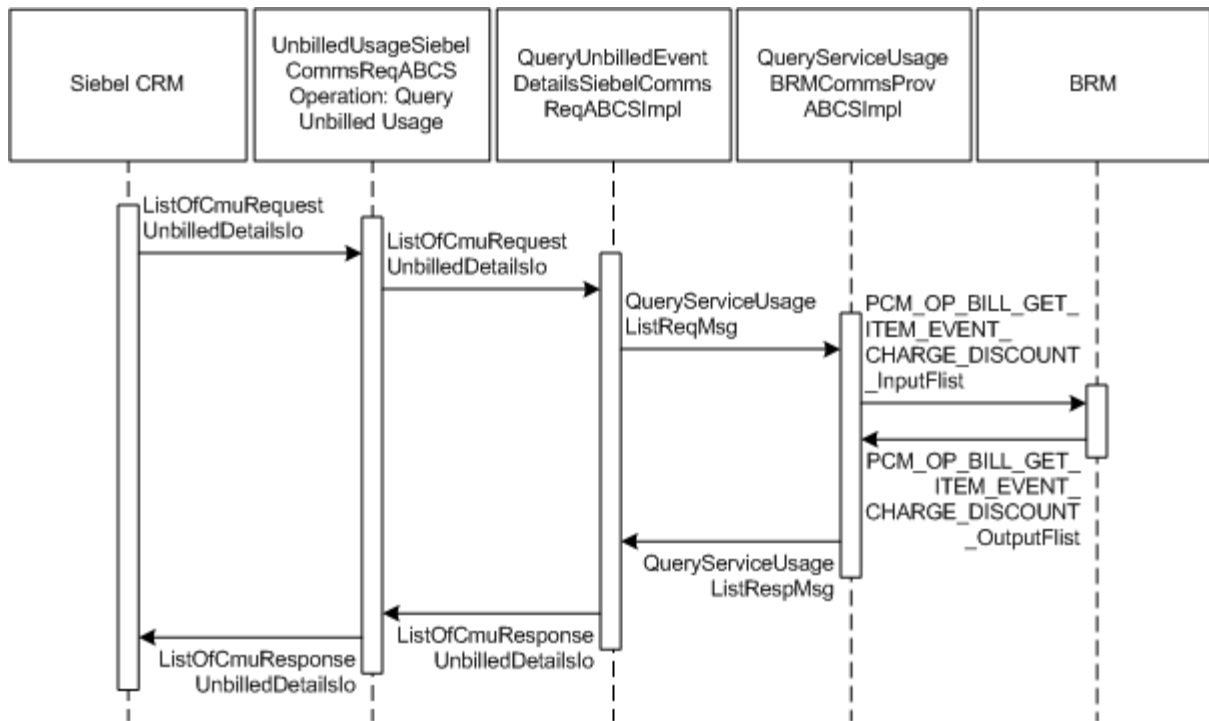 Siebel CRM
UnbilledUsageSiebel
CommsReqABCS
Operation: Query
Unbilled Usage
QueryUnbilledEvent
DetailsSiebelComms
ReqABCSImpl
QueryServiceUsage
BRMCommsProv
ABCSImpl
BRM
ListOfCmuRequest
UnbilledDetailsIo
ListOfCmuRequest
UnbilledDetailsIo
QueryServiceUsage
ListReqMsg
PCM_OP_BILL_GET_
ITEM_EVENT_
CHARGE_DISCOUNT
_InputFlist
PCM_OP_BILL_GET_
ITEM_EVENT_
CHARGE_DISCOUNT
_OutputFlist
QueryServiceUsage
ListRespMsg
ListOfCmuResponse
UnbilledDetailsIo
ListOfCmuResponse
UnbilledDetailsIo